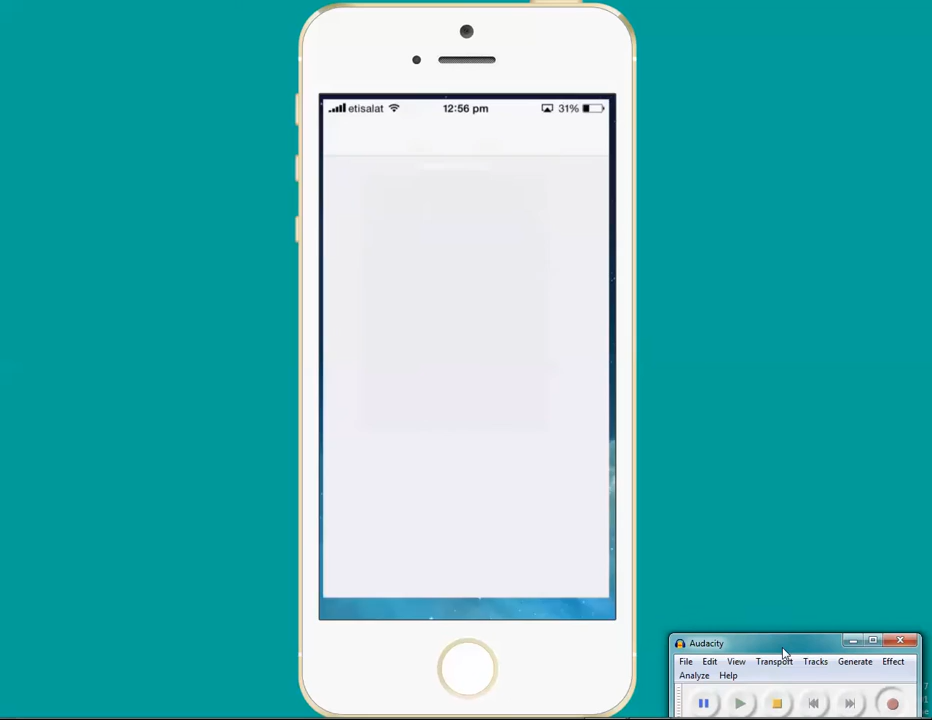 etisalat 12:56 pm 31%
Audacity
File Edit View Transport Tracks Generate Effect
Analyze Help